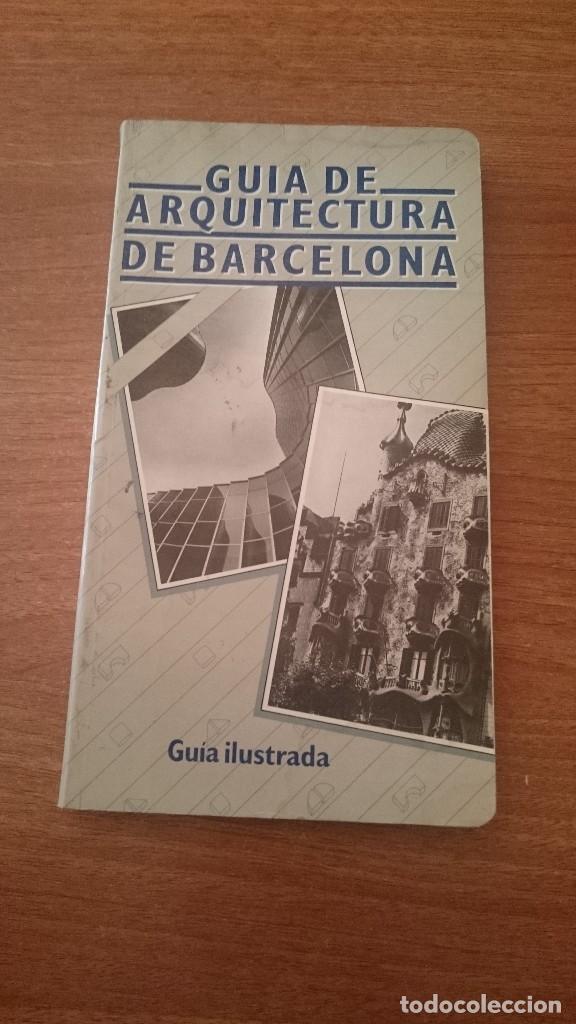 GUIA DE
ARQUITECTURA
DE BARCELONA
Guía ilustrada
todocoleccion